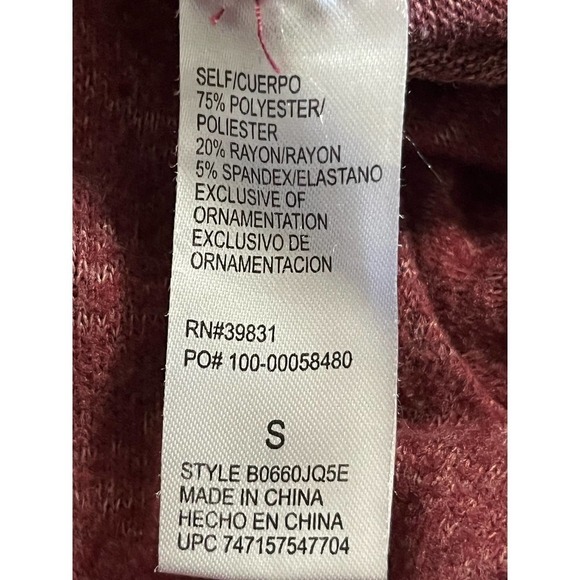 SELF/CUERPO
75% POLYESTER/
POLIESTER
20% RAYON/RAYON
5% SPANDEX/ELASTANO
EXCLUSIVE OF
ORNAMENTATION
EXCLUSIVO DE
ORNAMENTACION
RN#39831
PO# 100-00058480
S
STYLE B0660JQ5E
MADE IN CHINA
HECHO EN CHINA
UPC 747157547704